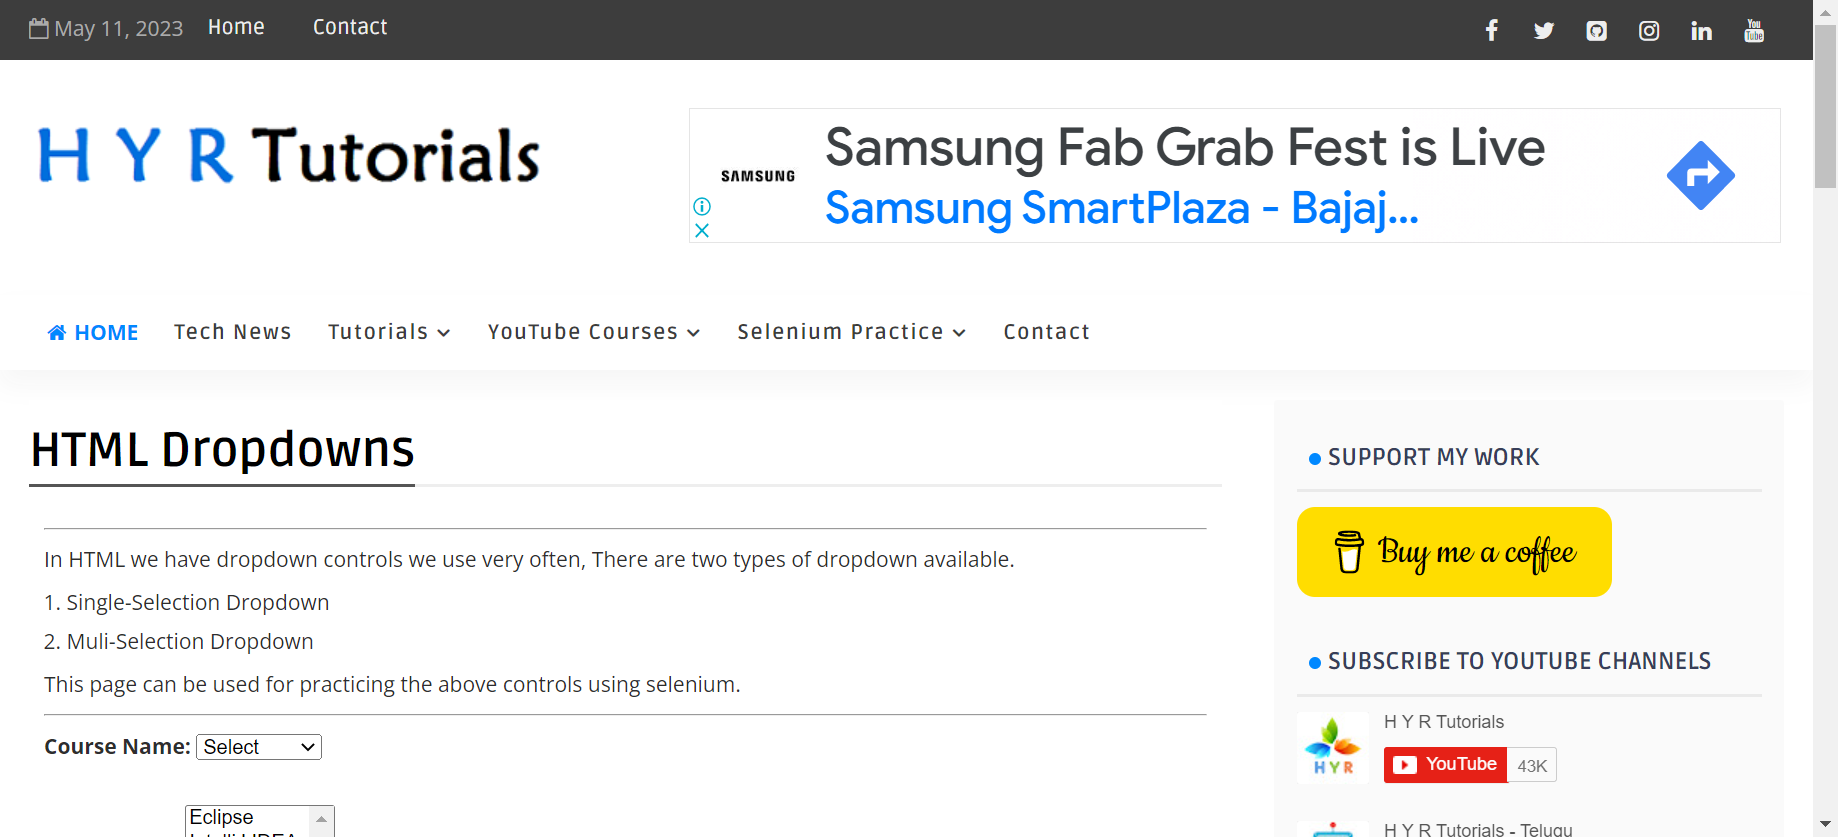 May 11, 2023 Home Contact
You
Tube
H Y R Tutorials
SAMSUNG
Samsung Fab Grab Fest is Live
Samsung SmartPlaza - Bajaj...
HOME Tech News Tutorials YouTube Courses Selenium Practice Contact
HTML Dropdowns
In HTML we have dropdown controls we use very often, There are two types of dropdown available.
1. Single-Selection Dropdown
2. Muli-Selection Dropdown
This page can be used for practicing the above controls using selenium.
Course Name: Select
Eclipse
SUPPORT MY WORK
Buy me a coffee
SUBSCRIBE TO YOUTUBE CHANNELS
H Y R Tutorials
HYR
YouTube 43K
H Y R Tutorials - Telugu